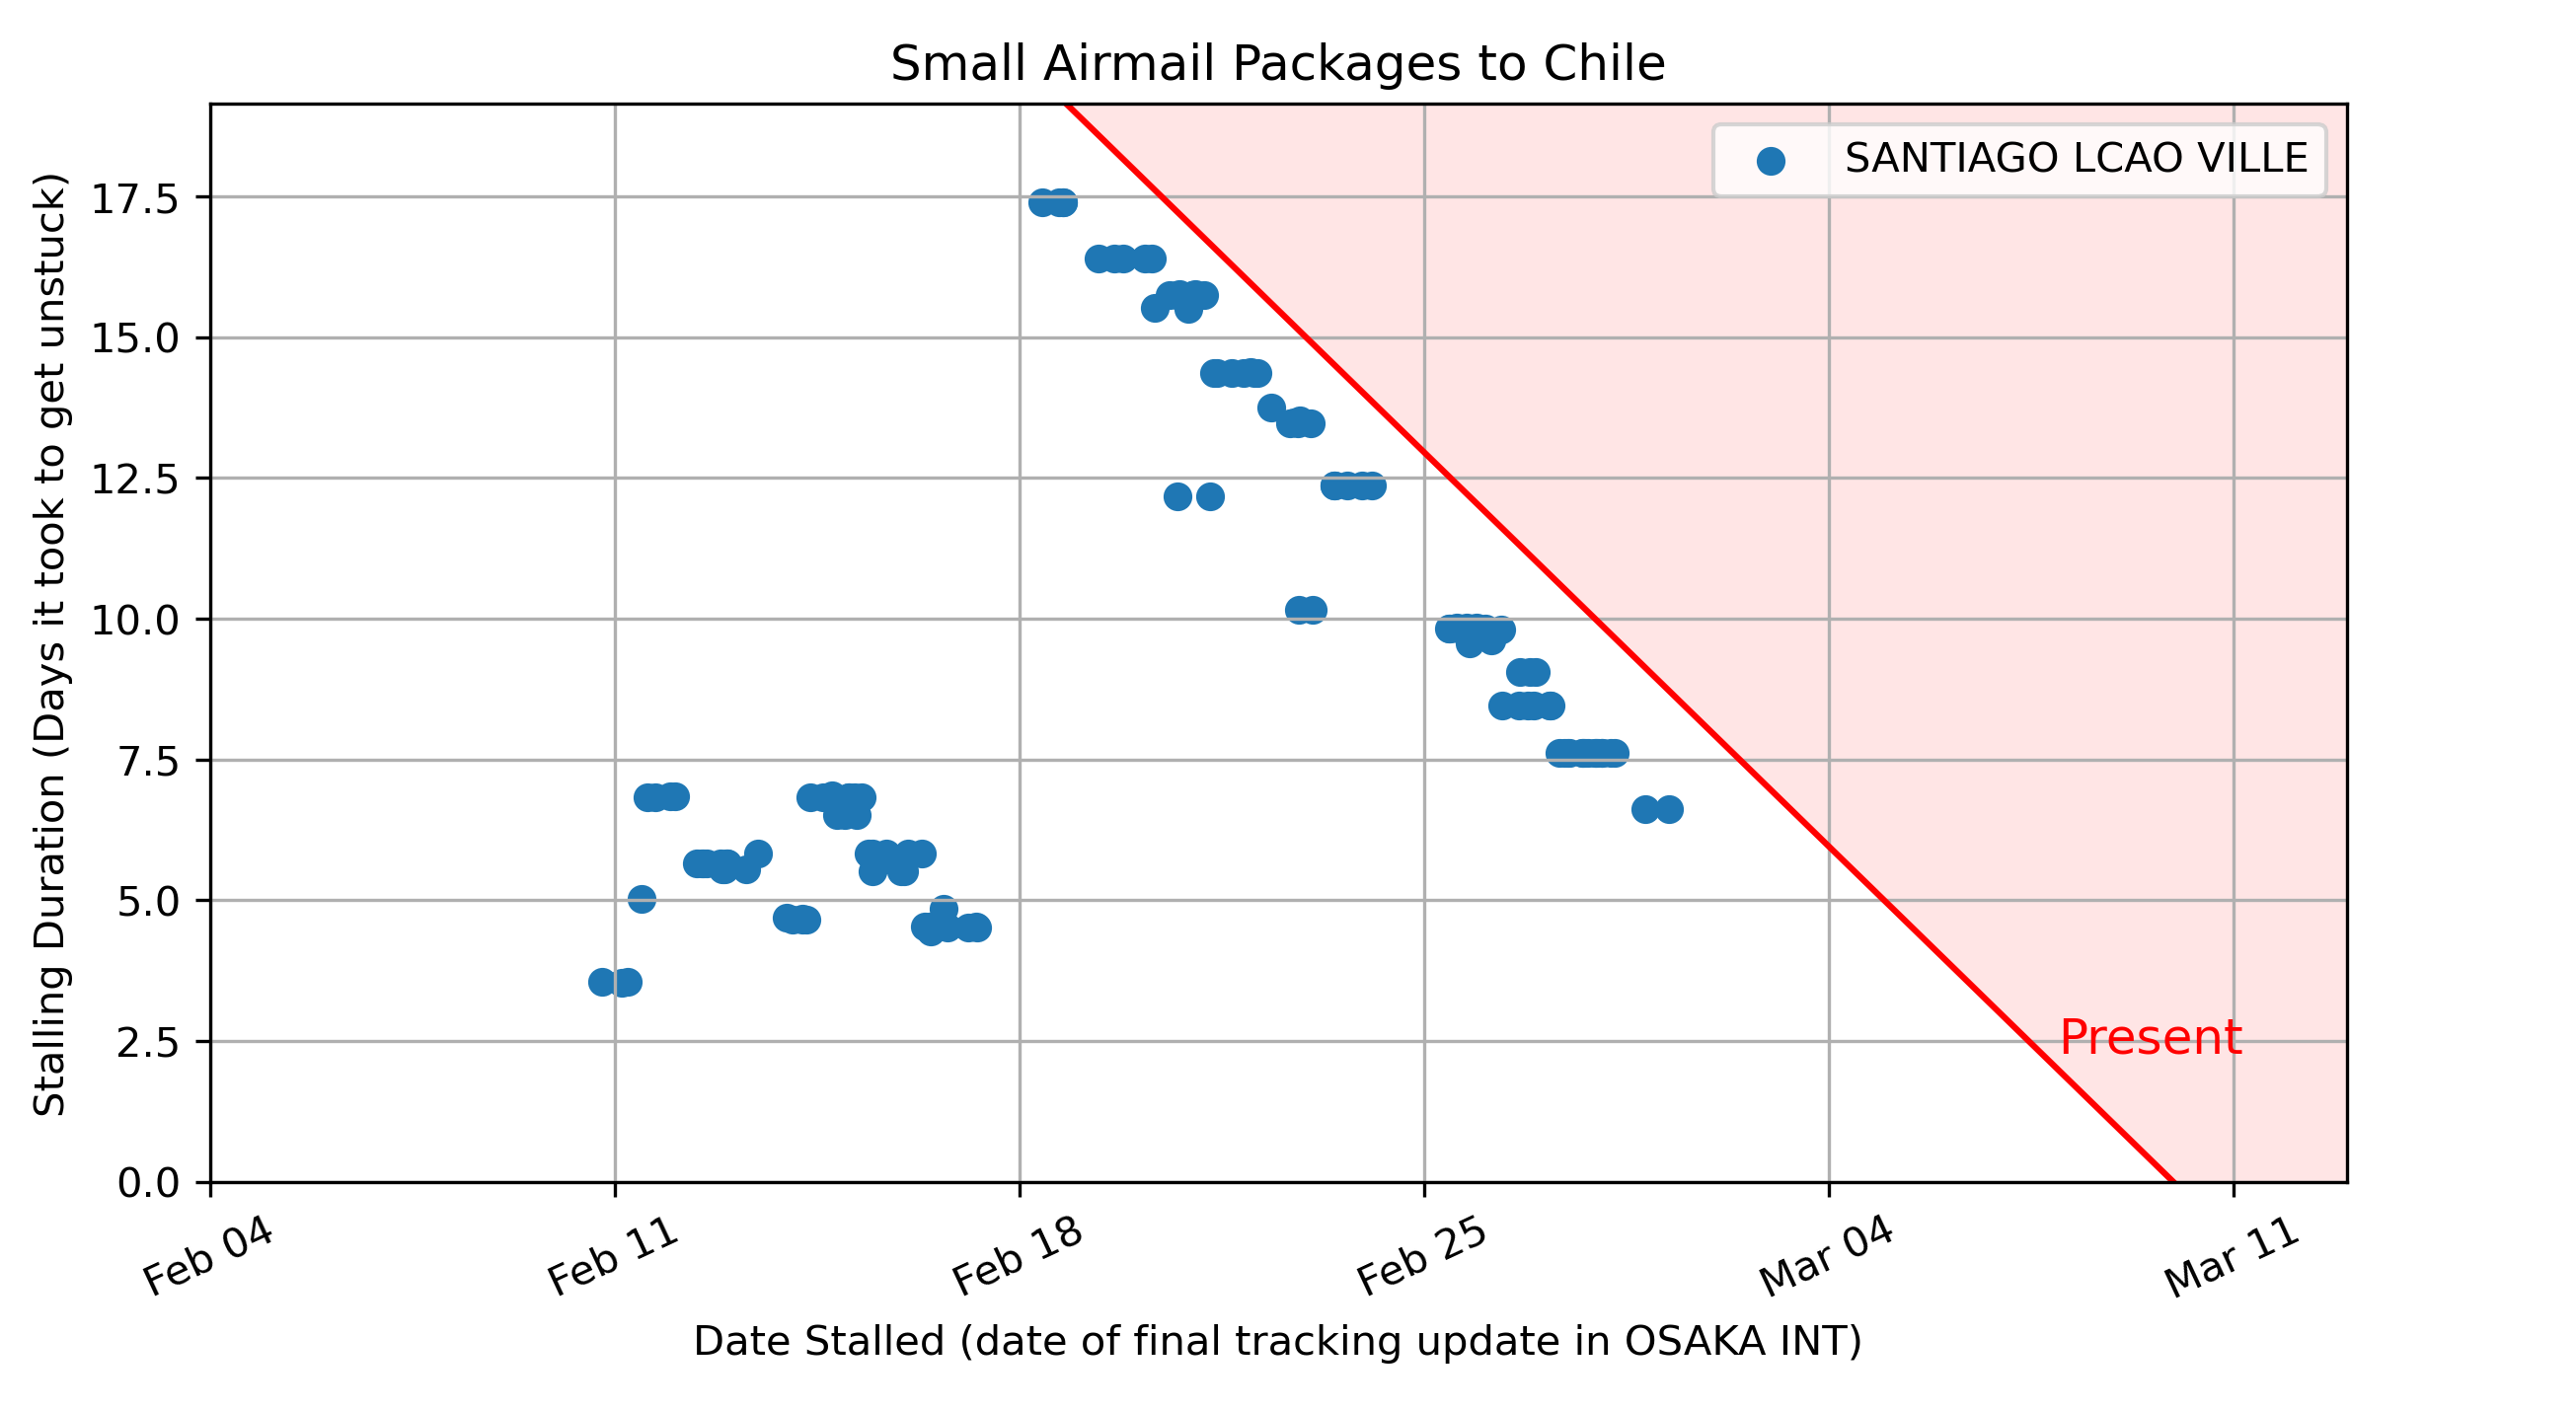 Small Airmail Packages to Chile
SANTIAGO LCAO VILLE
Stalling Duration (Days it took to get unstuck)
17.5
15.0
12.5
10.0
7.5
5.0
2.5
0.0
Present
Feb 04
Feb 11
Feb 18
Feb 25
Mar 04
Mar 11
Date Stalled (date of final tracking update in OSAKA INT)